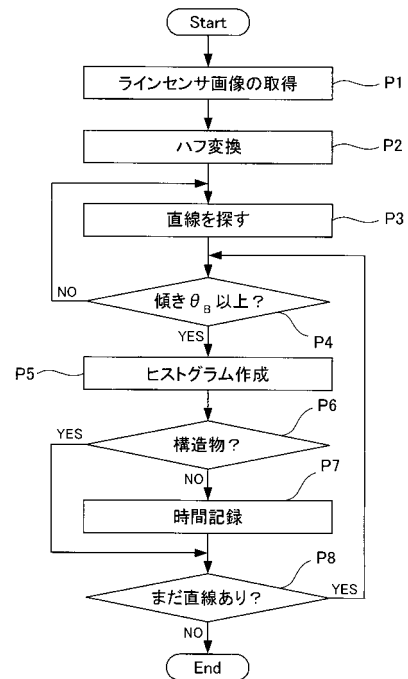 Start
ラインセンサ画像の取得
P1
ハフ変換
P2
直線を探す
P3
NO
傾きθB以上？
P4
YES
P5
ヒストグラム作成
P6
YES
構造物？
NO
P7
時間記録
P8
まだ直線あり？
YES
NO
End